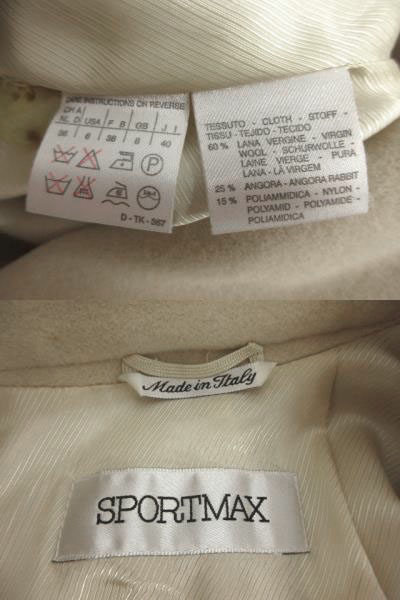 CARE INSTRUCTIONS ON REVERSE
NL D USA F B GB J I
36 6 38 8 40
P
D - TK - 567
TESSUTO - CLOTH - STOFF -
TISSU - TEJIDO - TECIDO
60 % LANA VERGINE - VIRGIN
WOOL - SCHURWOLLE -
LAINE VIERGE - PURA
LANA - LÃ VIRGEM
25 % ANGORA - ANGORA RABBIT
15 % POLIAMMIDICA - NYLON -
POLYAMID - POLYAMIDE -
POLIAMIDICA
Made in Italy
SPORTMAX